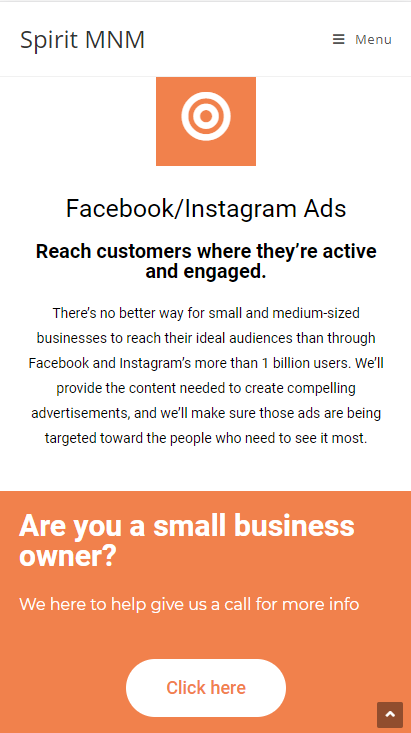 Spirit MNM
Menu
Facebook/Instagram Ads
Reach customers where they’re active
and engaged.
There’s no better way for small and medium-sized
businesses to reach their ideal audiences than through
Facebook and Instagram’s more than 1 billion users. We’ll
provide the content needed to create compelling
advertisements, and we’ll make sure those ads are being
targeted toward the people who need to see it most.
Are you a small business
owner?
We here to help give us a call for more info
Click here